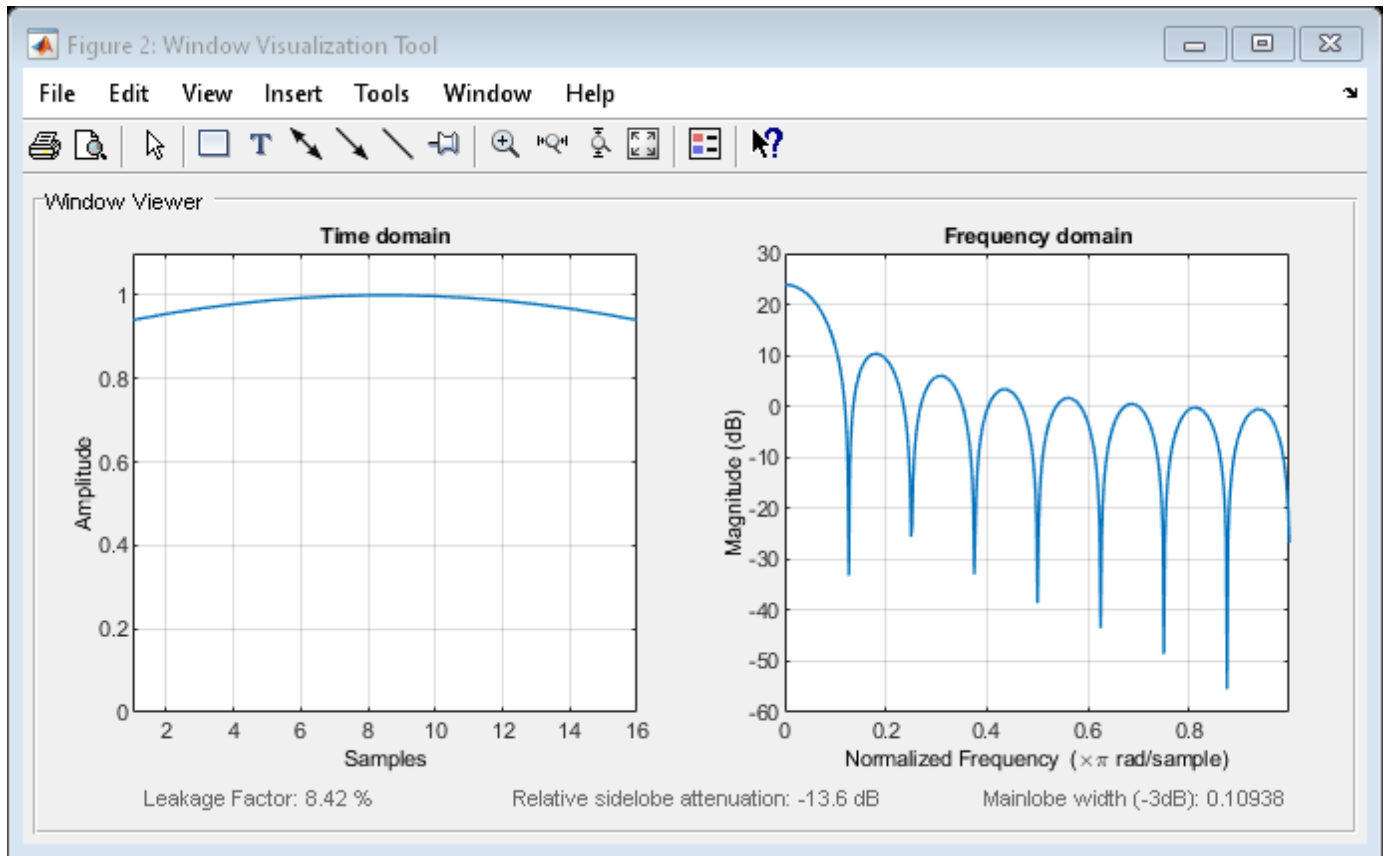 Figure 2: Window Visualization Tool
File Edit View Insert Tools Window Help
T
?
Window Viewer
Time domain
1
0.8
0.6
0.4
0.2
0
Amplitude
2 4 6 8 10 12 14 16
Samples
Frequency domain
30
20
10
0
-10
-20
-30
-40
-50
-60
Magnitude (dB)
0 0.2 0.4 0.6 0.8
Normalized Frequency (×π rad/sample)
Leakage Factor: 8.42 % Relative sidelobe attenuation: -13.6 dB Mainlobe width (-3dB): 0.10938